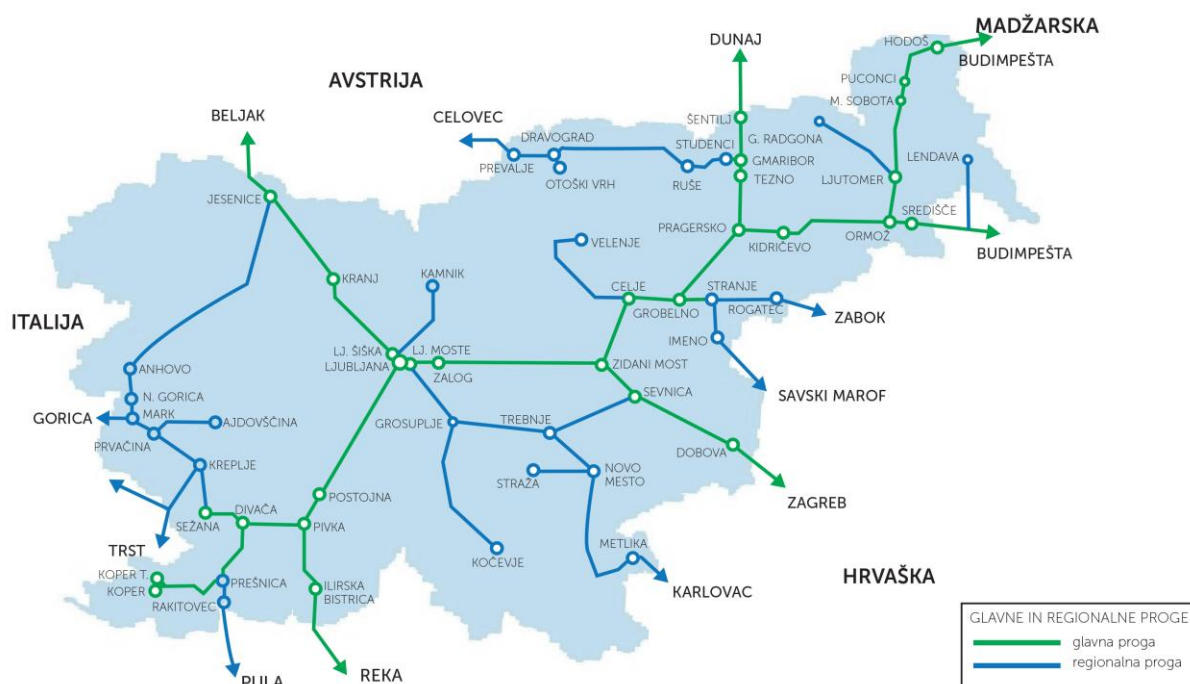 MADŽARSKA
HODOŠ
DUNAJ
BUDIMPEŠTA
PUCONCI
AVSTRIJA
M. SOBOTA
BELJAK
CELOVEC
DRAVOGRAD
ŠENTILJ
G. RADGONA
STUDENCI
PREVALJE
OTOŠKI VRH
RUŠE
GMARIBOR
TEZNO
LJUTOMER
LENDAVA
JESENICE
SREDIŠČE
PRAGERSKO
KIDRIČEVO
ORMOŽ
VELENJE
BUDIMPEŠTA
KRANJ
KAMNIK
CELJE
STRANJE
GROBELNO
ROGATEC
ZABOK
ITALIJA
IMENO
LJ. ŠIŠKA
LJ. MOSTE
LJUBLJANA
ZALOG
ZIDANI MOST
ANHOVO
SEVNICA
SAVSKI MAROF
N. GORICA
GORICA
MARK
AJDOVŠČINA
GROSUPLJE
TREBNJE
PRVAČINA
DOBOVA
KREPLJE
STRAŽA
NOVO
MESTO
ZAGREB
POSTOJNA
DIVAČA
SEŽANA
PIVKA
TRST
METLIKA
KOČEVJE
KOPER T.
KOPER
PREŠNICA
ILIRSKA
BISTRICA
RAKITOVEC
KARLOVAC
HRVAŠKA
REKA
PULA
GLAVNE IN REGIONALNE PROGE
glavna proga
regionalna proga